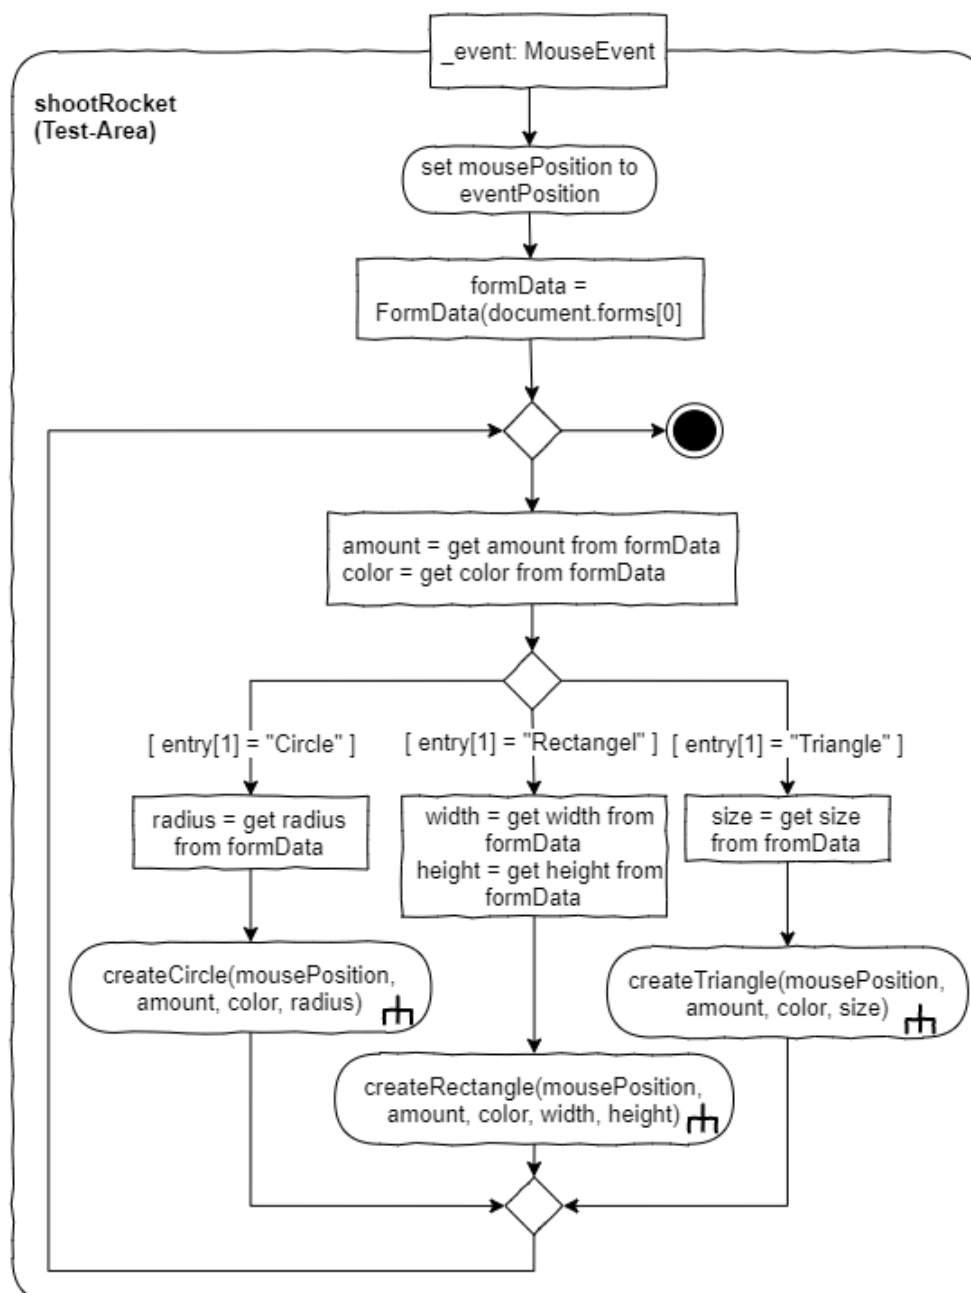 _event: MouseEvent
shootRocket
(Test-Area)
set mousePosition to
eventPosition
formData =
FormData(document.forms[0]
amount = get amount from formData
color = get color from formData
[ entry[1] = "Circle" ]
[ entry[1] = "Rectangel" ]
[ entry[1] = "Triangle" ]
radius = get radius
from formData
width = get width from
formData
height = get height from
formData
size = get size
from fromData
createCircle(mousePosition,
amount, color, radius)
createTriangle(mousePosition,
amount, color, size)
createRectangle(mousePosition,
amount, color, width, height)